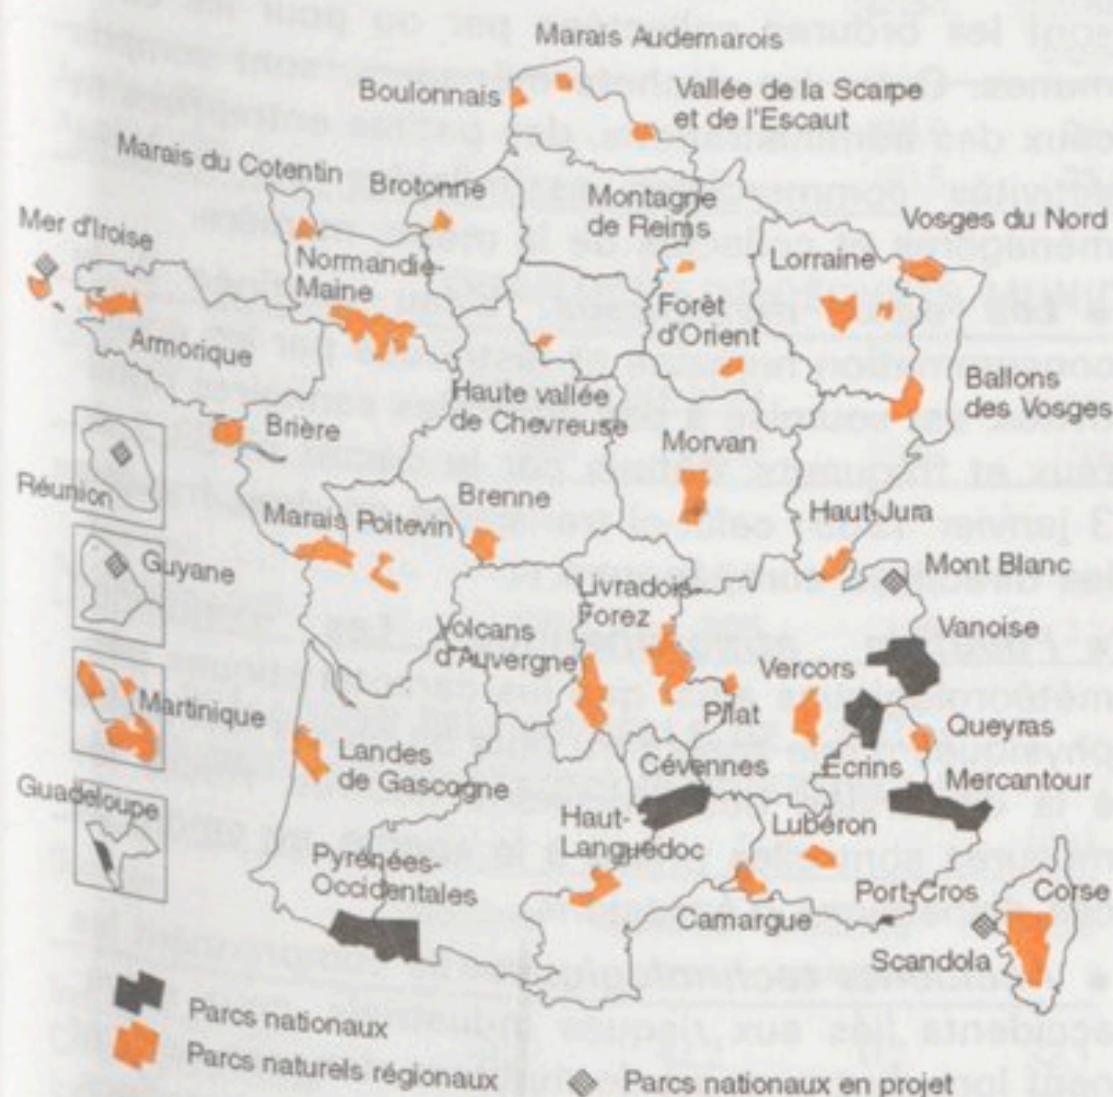 Marais Audemarois
Boulonnais
Vallée de la Scarpe
et de l'Escaut
Marais du Cotentin
Brotonne
Montagne
de Reims
Vosges du Nord
Mer d'Iroise
Lorraine
Normandie-
Maine
Forêt
d'Orient
Armorique
Haute vallée
de Chevreuse
Ballons
des Vosges
Brière
Morvan
Réunion
Brenne
Marais Poitevin
Haut-Jura
Guyane
Mont Blanc
Livradois-
Forez
Volcans
d'Auvergne
Vanoise
Vercors
Martinique
Pilat
Queyras
Landes
de Gascogne
Cévennes
Ecrins
Mercantour
Guadeloupe
Haut-
Languedoc
Lubéron
Pyrénées-
Occidentales
Port-Cros
Corse
Camargue
Scandola
Parcs nationaux
Parcs naturels régionaux
Parcs nationaux en projet